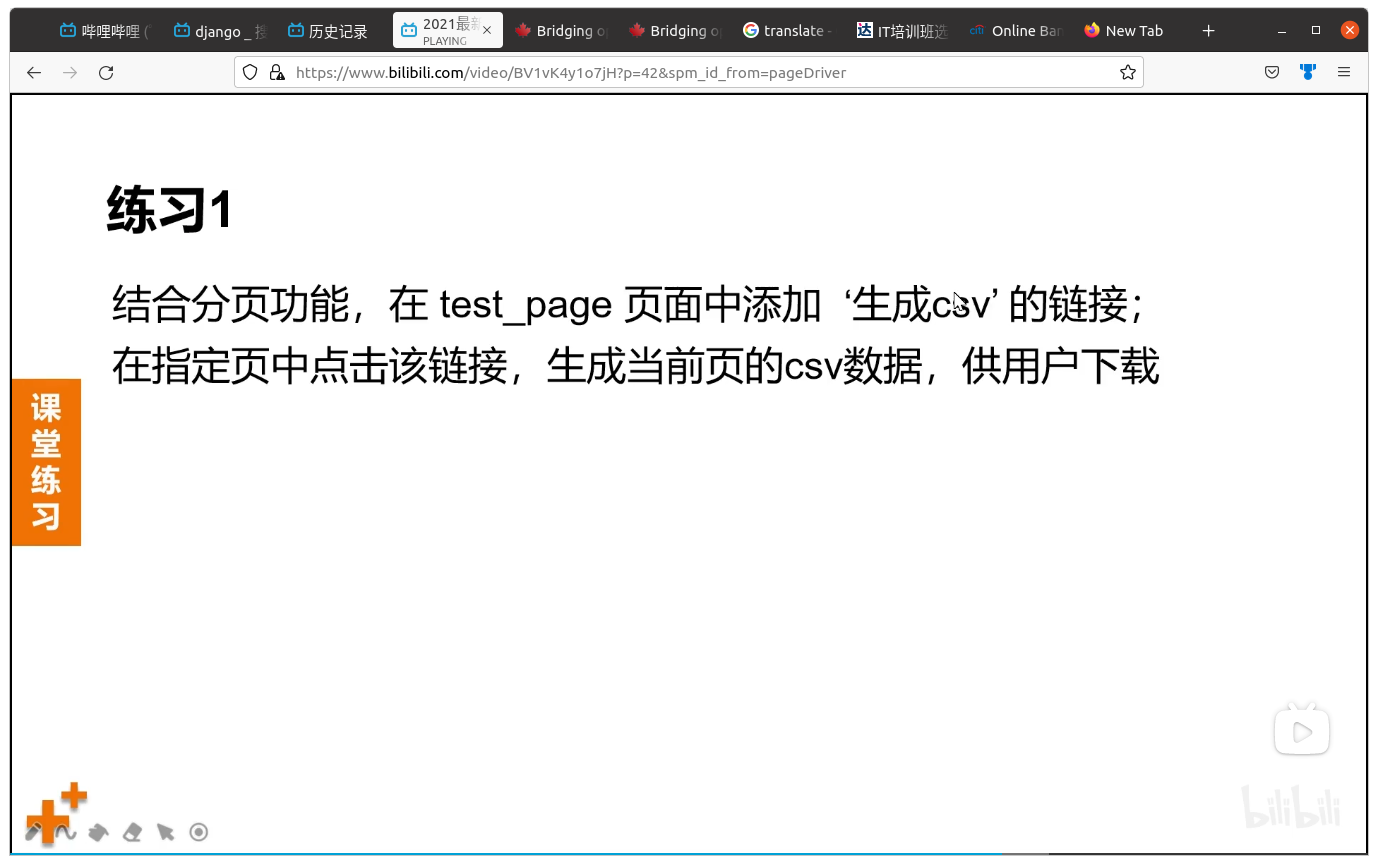 哔哩哔哩 (
django _ 搜
历史记录
2021最新
PLAYING
Bridging o
Bridging o
translate -
IT培训班选
citi Online Ban
New Tab
https://www.bilibili.com/video/BV1vK4y1o7jH?p=42&spm_id_from=pageDriver
练习1
结合分页功能，在 test_page 页面中添加 ‘生成csv’ 的链接；
在指定页中点击该链接，生成当前页的csv数据，供用户下载
课
堂
练
习
bilibili